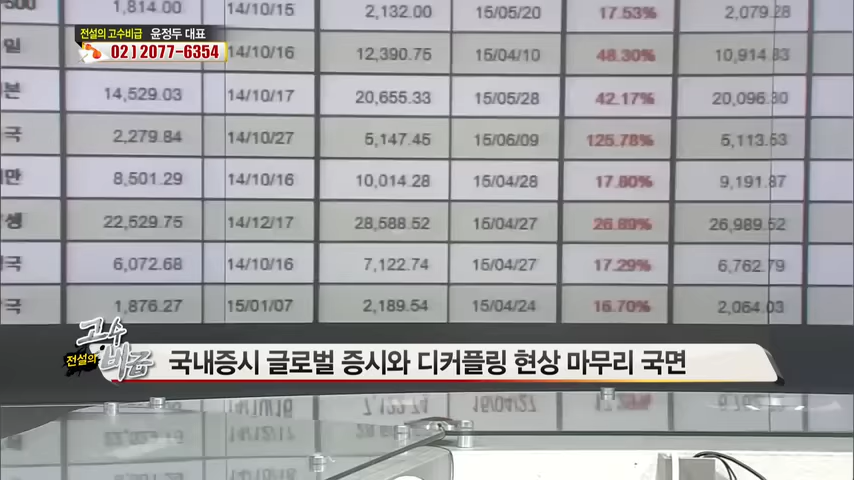 500 1,814.00 14/10/15 2,132.00 15/05/20 17.53% 2,079.28
전설의 고수비급 윤정두 대표
02 ) 2077-6354
일 14/10/16 12,390.75 15/04/10 48.30% 10,914.83
본 14,529.03 14/10/17 20,655.33 15/05/28 42.17% 20,096.30
국 2,279.84 14/10/27 5,147.45 15/06/09 125.78% 5,113.53
만 8,501.29 14/10/16 10,014.28 15/04/28 17.80% 9,191.87
생 22,529.75 14/12/17 28,588.52 15/04/27 26.89% 26,989.52
국 6,072.68 14/10/16 7,122.74 15/04/27 17.29% 6,762.79
국 1,876.27 15/01/07 2,189.54 15/04/24 16.70% 2,064.03
전설의 고수비급
국내증시 글로벌 증시와 디커플링 현상 마무리 국면